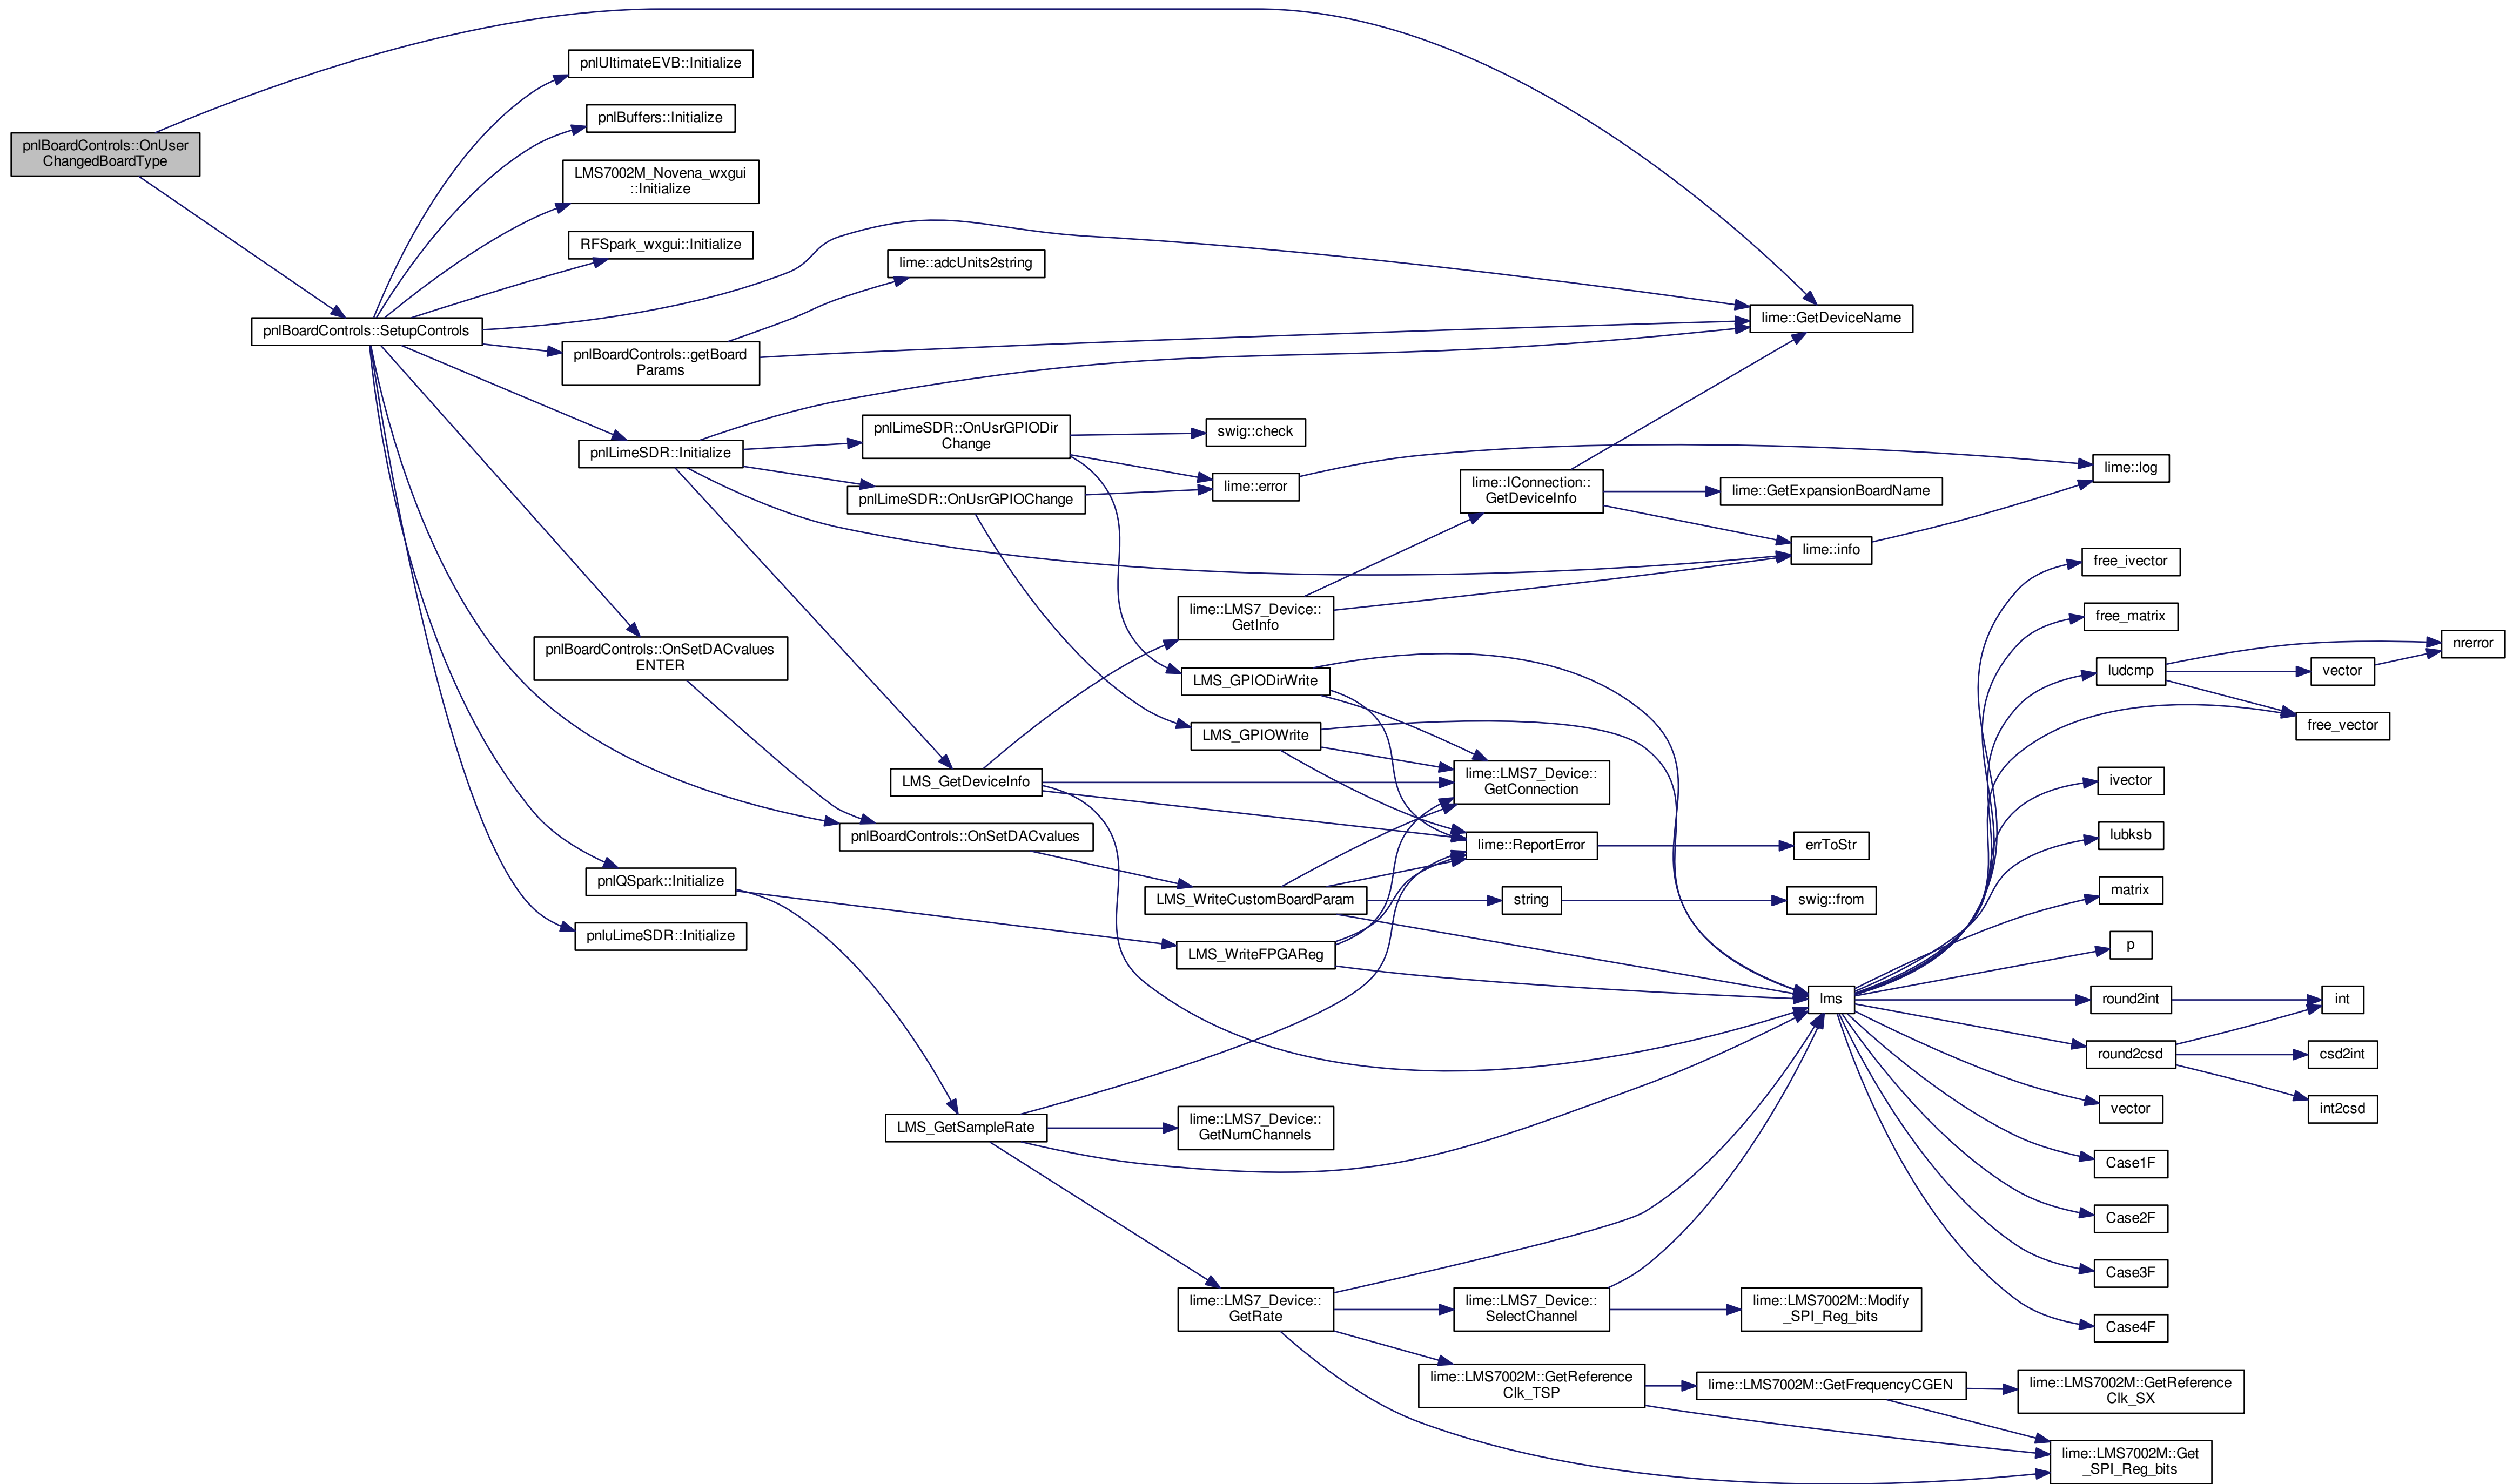 pnlBoardControls::OnUser
ChangedBoardType
pnlBoardControls::SetupControls
pnlUltimateEVB::Initialize
pnlBuffers::Initialize
LMS7002M_Novena_wxgui
::Initialize
RFSpark_wxgui::Initialize
pnlBoardControls::getBoard
Params
pnlLimeSDR::Initialize
pnlBoardControls::OnSetDACvalues
ENTER
pnlQSpark::Initialize
pnluLimeSDR::Initialize
lime::adcUnits2string
pnlLimeSDR::OnUsrGPIODir
Change
pnlLimeSDR::OnUsrGPIOChange
LMS_GetDeviceInfo
pnlBoardControls::OnSetDACvalues
LMS_GetSampleRate
swig::check
lime::error
lime::LMS7_Device::
GetInfo
LMS_GPIODirWrite
LMS_GPIOWrite
LMS_WriteCustomBoardParam
LMS_WriteFPGAReg
lime::LMS7_Device::
GetNumChannels
lime::LMS7_Device::
GetRate
lime::IConnection::
GetDeviceInfo
lime::LMS7_Device::
GetConnection
lime::ReportError
string
lime::LMS7_Device::
SelectChannel
lime::LMS7002M::GetReference
Clk_TSP
lime::GetDeviceName
lime::GetExpansionBoardName
lime::info
errToStr
swig::from
lms
lime::LMS7002M::Modify
_SPI_Reg_bits
lime::LMS7002M::GetFrequencyCGEN
lime::log
free_ivector
free_matrix
ludcmp
ivector
lubksb
matrix
p
round2int
round2csd
vector
Case1F
Case2F
Case3F
Case4F
lime::LMS7002M::GetReference
Clk_SX
lime::LMS7002M::Get
_SPI_Reg_bits
vector
free_vector
int
csd2int
int2csd
nrerror